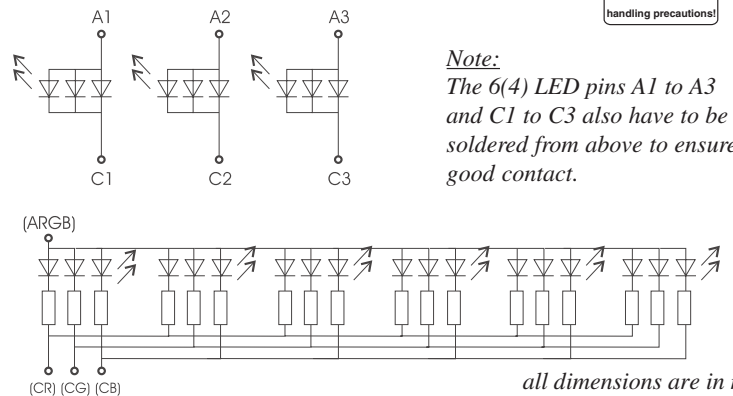 handling precautions!
A1 A2 A3
Note:
The 6(4) LED pins A1 to A3
and C1 to C3 also have to be
soldered from above to ensure
good contact.
C1 C2 C3
(ARGB)
(CR) (CG) (CB)
all dimensions are in